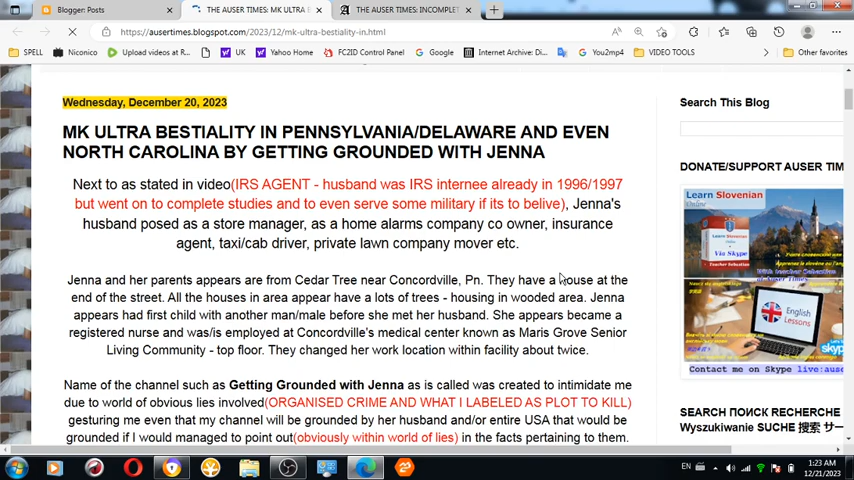 Blogger: Posts
THE AUSER TIMES: MK ULTRA B
THE AUSER TIMES: INCOMPLET
https://ausertimes.blogspot.com/2023/12/mk-ultra-bestiality-in.html
SPELL
Niconico
Upload videos at R...
UK
Yahoo Home
FC2ID Control Panel
Google
Internet Archive: Di...
You2mp4
VIDEO TOOLS
Other favorites
Wednesday, December 20, 2023
MK ULTRA BESTIALITY IN PENNSYLVANIA/DELAWARE AND EVEN
NORTH CAROLINA BY GETTING GROUNDED WITH JENNA
Next to as stated in video(IRS AGENT - husband was IRS internee already in 1996/1997
but went on to complete studies and to even serve some military if its to belive), Jenna's
husband posed as a store manager, as a home alarms company co owner, insurance
agent, taxi/cab driver, private lawn company mover etc.
Jenna and her parents appears are from Cedar Tree near Concordville, Pn. They have a house at the
end of the street. All the houses in area appear have a lots of trees - housing in wooded area. Jenna
appears had first child with another man/male before she met her husband. She appears became a
registered nurse and was/is employed at Concordville's medical center known as Maris Grove Senior
Living Community - top floor. They changed her work location within facility about twice.
Name of the channel such as Getting Grounded with Jenna as is called was created to intimidate me
due to world of obvious lies involved(ORGANISED CRIME AND WHAT I LABELED AS PLOT TO KILL)
gesturing me even that my channel will be grounded by her husband and/or entire USA that would be
grounded if I would managed to point out(obviously within world of lies) in the facts pertaining to them.
Search This Blog
DONATE/SUPPORT AUSER TIM
Learn Slovenian
Online
Via Skype
English
Lessons
Contact me on Skype live:ause
SEARCH ПОИСК RECHERCHE
Wyszukiwanie SUCHE 搜索 サー
EN
1:23 AM
12/21/2023